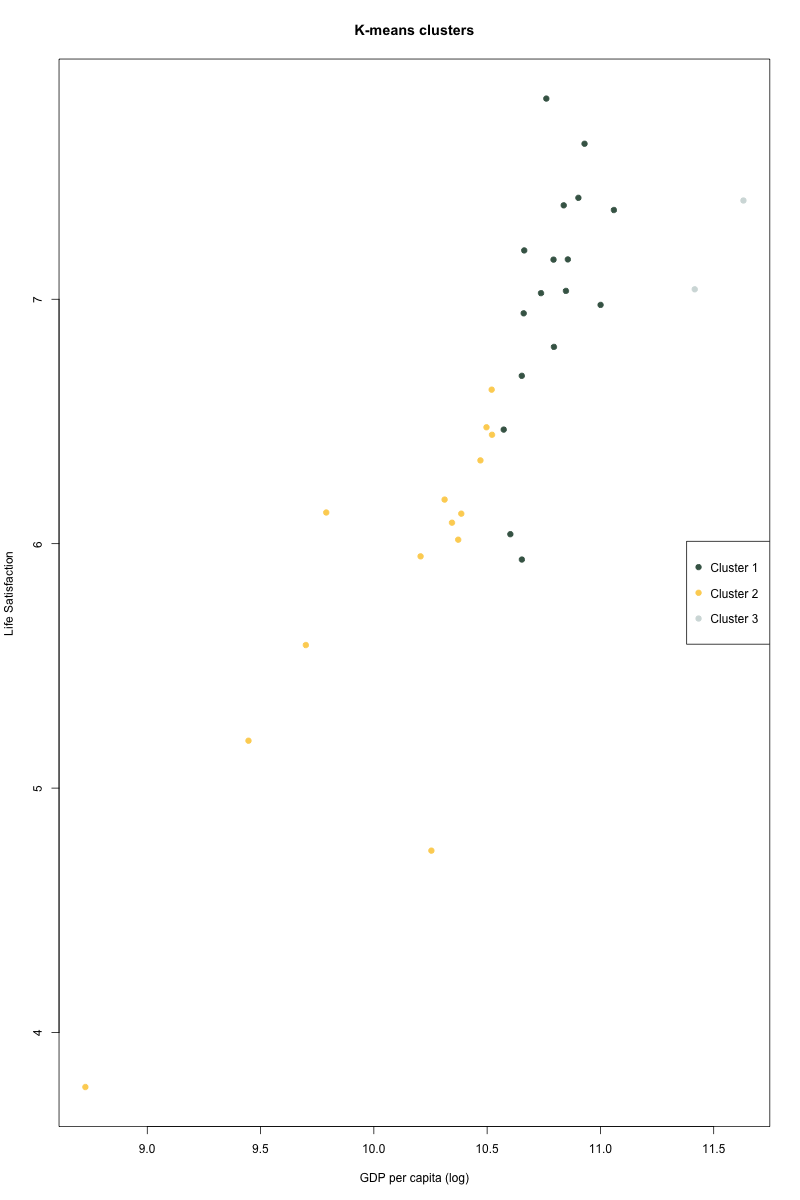 K-means clusters
7
6
5
4
Life Satisfaction
Cluster 1
Cluster 2
Cluster 3
9.0 9.5 10.0 10.5 11.0 11.5
GDP per capita (log)